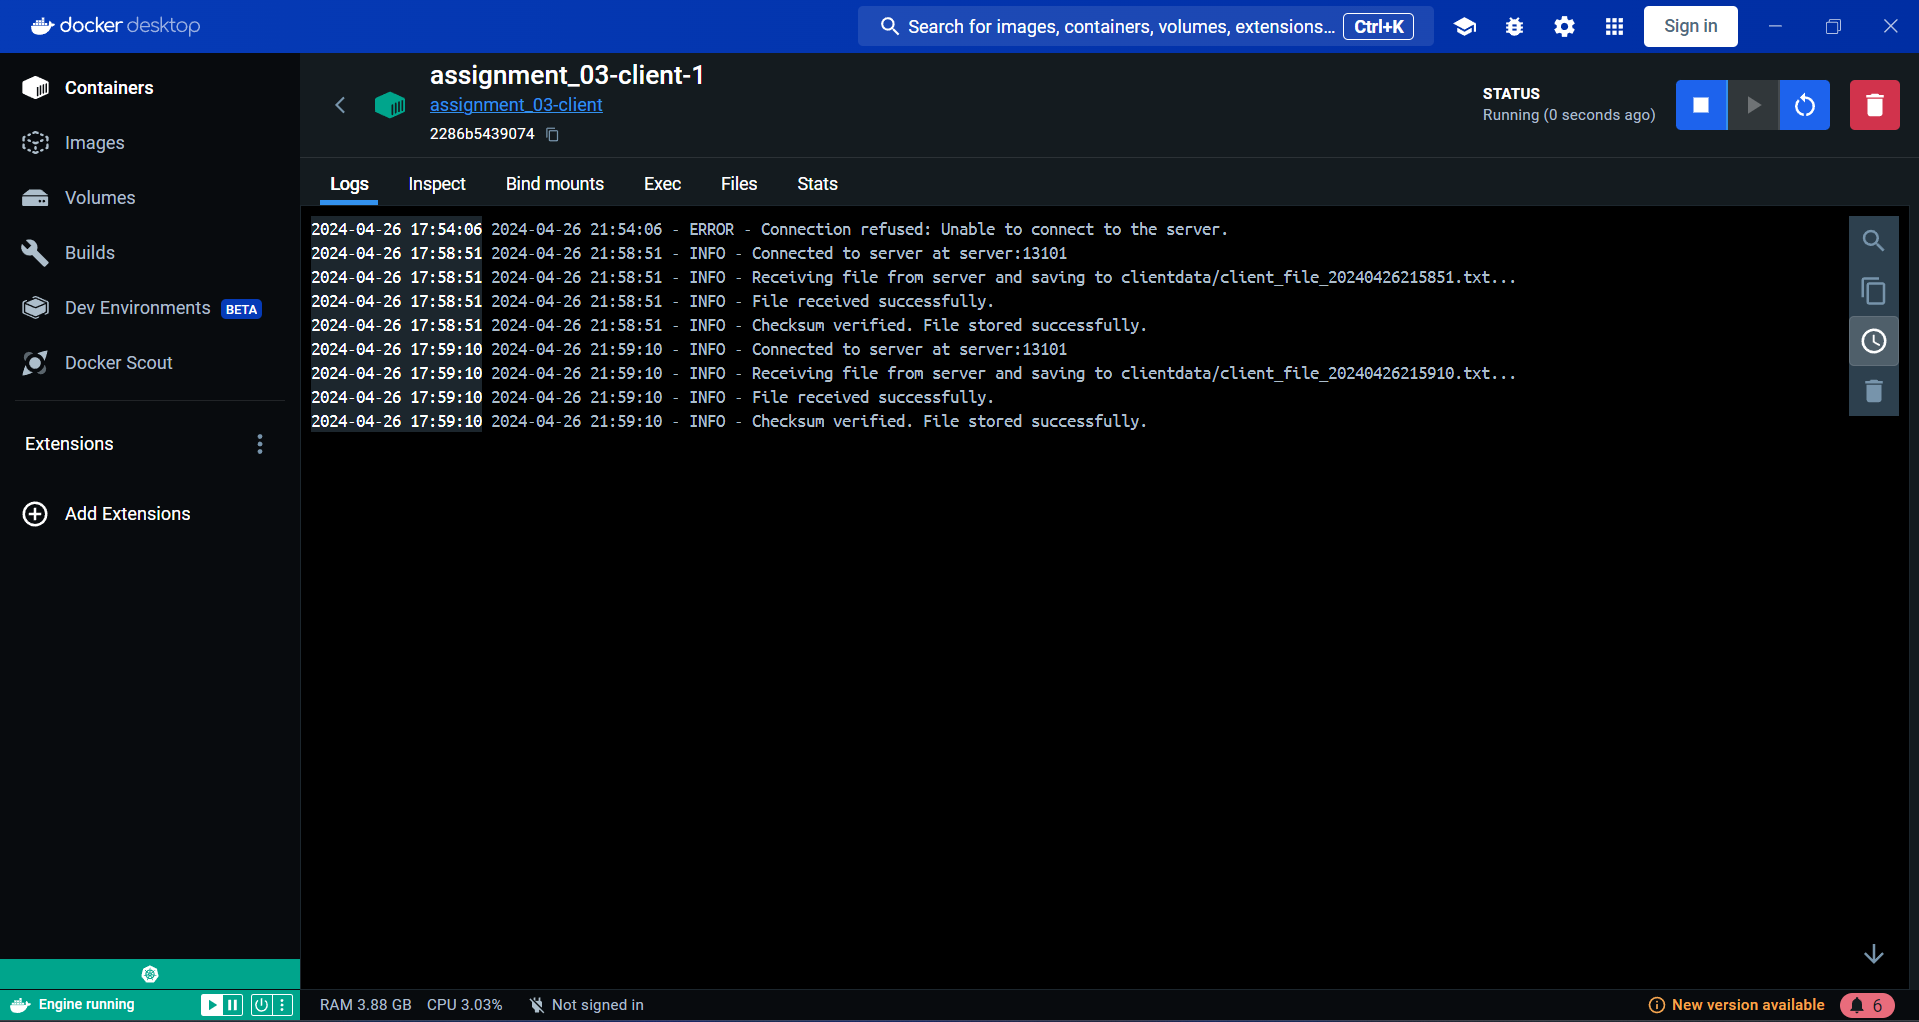 docker desktop
Search for images, containers, volumes, extensions... Ctrl+K
Sign in
Containers
Images
Volumes
Builds
Dev Environments BETA
Docker Scout
Extensions
Add Extensions
assignment_03-client-1
assignment_03-client
2286b5439074
STATUS
Running (0 seconds ago)
Logs Inspect Bind mounts Exec Files Stats
2024-04-26 17:54:06 2024-04-26 21:54:06 - ERROR - Connection refused: Unable to connect to the server.
2024-04-26 17:58:51 2024-04-26 21:58:51 - INFO - Connected to server at server:13101
2024-04-26 17:58:51 2024-04-26 21:58:51 - INFO - Receiving file from server and saving to clientdata/client_file_20240426215851.txt...
2024-04-26 17:58:51 2024-04-26 21:58:51 - INFO - File received successfully.
2024-04-26 17:58:51 2024-04-26 21:58:51 - INFO - Checksum verified. File stored successfully.
2024-04-26 17:59:10 2024-04-26 21:59:10 - INFO - Connected to server at server:13101
2024-04-26 17:59:10 2024-04-26 21:59:10 - INFO - Receiving file from server and saving to clientdata/client_file_20240426215910.txt...
2024-04-26 17:59:10 2024-04-26 21:59:10 - INFO - File received successfully.
2024-04-26 17:59:10 2024-04-26 21:59:10 - INFO - Checksum verified. File stored successfully.
Engine running
RAM 3.88 GB CPU 3.03% Not signed in
New version available 6